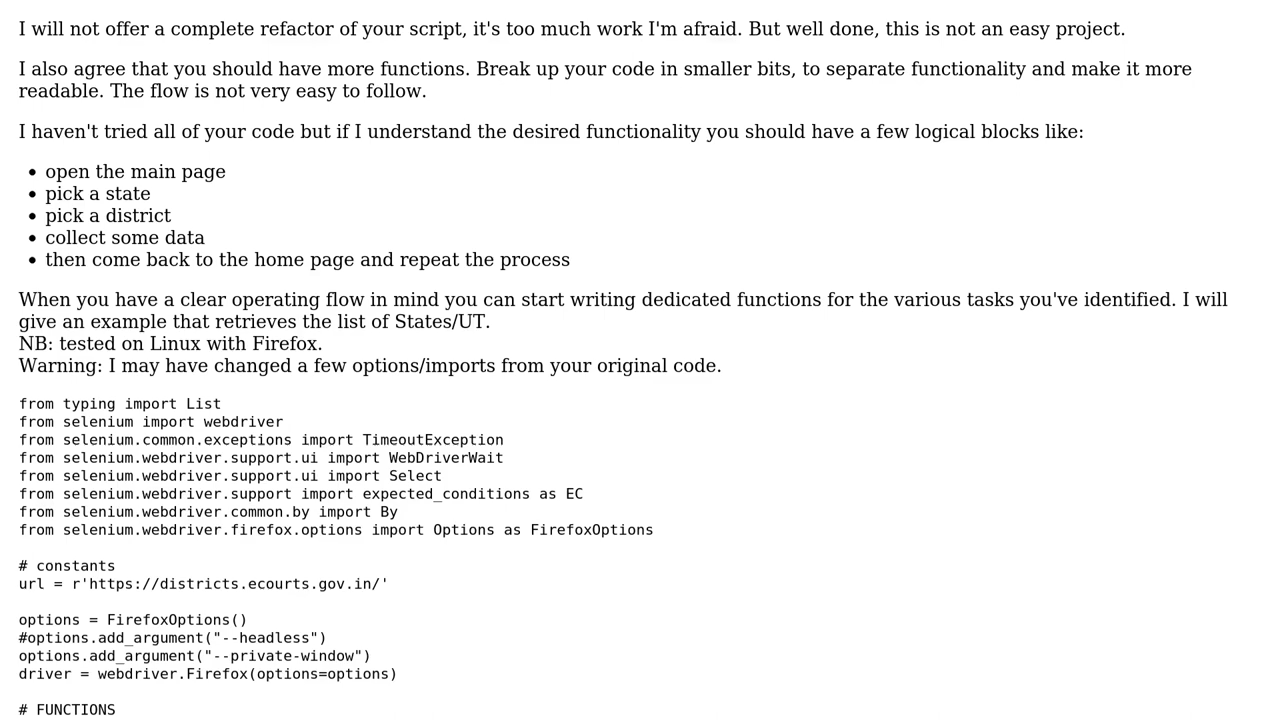 I will not offer a complete refactor of your script, it's too much work I'm afraid. But well done, this is not an easy project.
I also agree that you should have more functions. Break up your code in smaller bits, to separate functionality and make it more
readable. The flow is not very easy to follow.
I haven't tried all of your code but if I understand the desired functionality you should have a few logical blocks like:
• open the main page
• pick a state
• pick a district
• collect some data
• then come back to the home page and repeat the process
When you have a clear operating flow in mind you can start writing dedicated functions for the various tasks you've identified. I will
give an example that retrieves the list of States/UT.
NB: tested on Linux with Firefox.
Warning: I may have changed a few options/imports from your original code.
from typing import List
from selenium import webdriver
from selenium.common.exceptions import TimeoutException
from selenium.webdriver.support.ui import WebDriverWait
from selenium.webdriver.support.ui import Select
from selenium.webdriver.support import expected_conditions as EC
from selenium.webdriver.common.by import By
from selenium.webdriver.firefox.options import Options as FirefoxOptions
# constants
url = r'https://districts.ecourts.gov.in/'
options = FirefoxOptions()
#options.add_argument("--headless")
options.add_argument("--private-window")
driver = webdriver.Firefox(options=options)
# FUNCTIONS